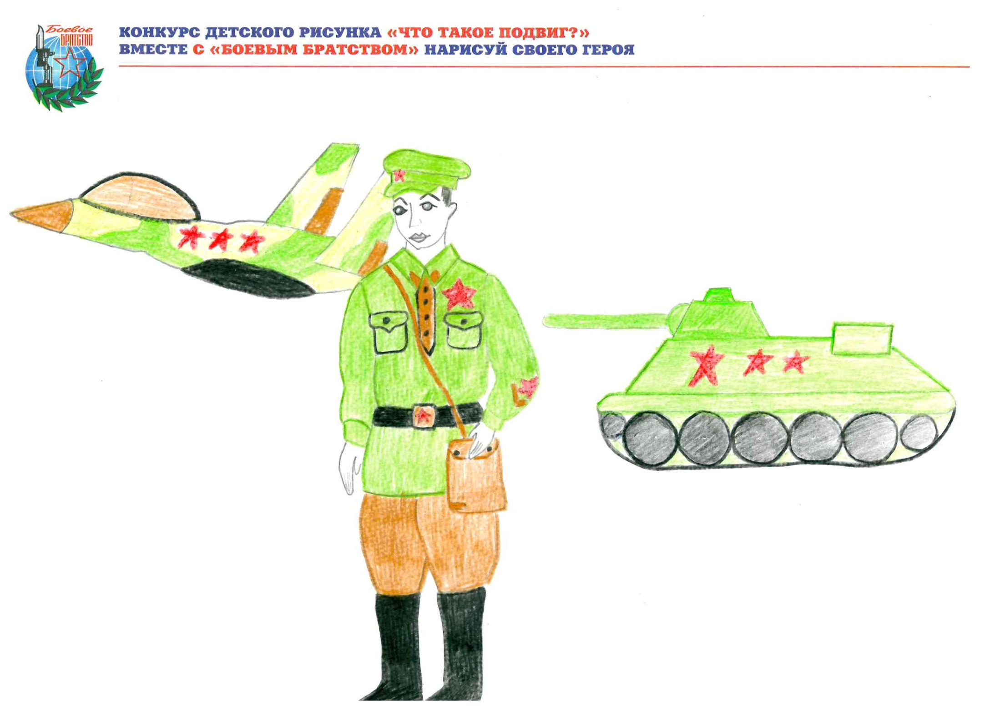 Боевое
БРАТСТВО
КОНКУРС ДЕТСКОГО РИСУНКА «ЧТО ТАКОЕ ПОДВИГ?»
ВМЕСТЕ С «БОЕВЫМ БРАТСТВОМ» НАРИСУЙ СВОЕГО ГЕРОЯ